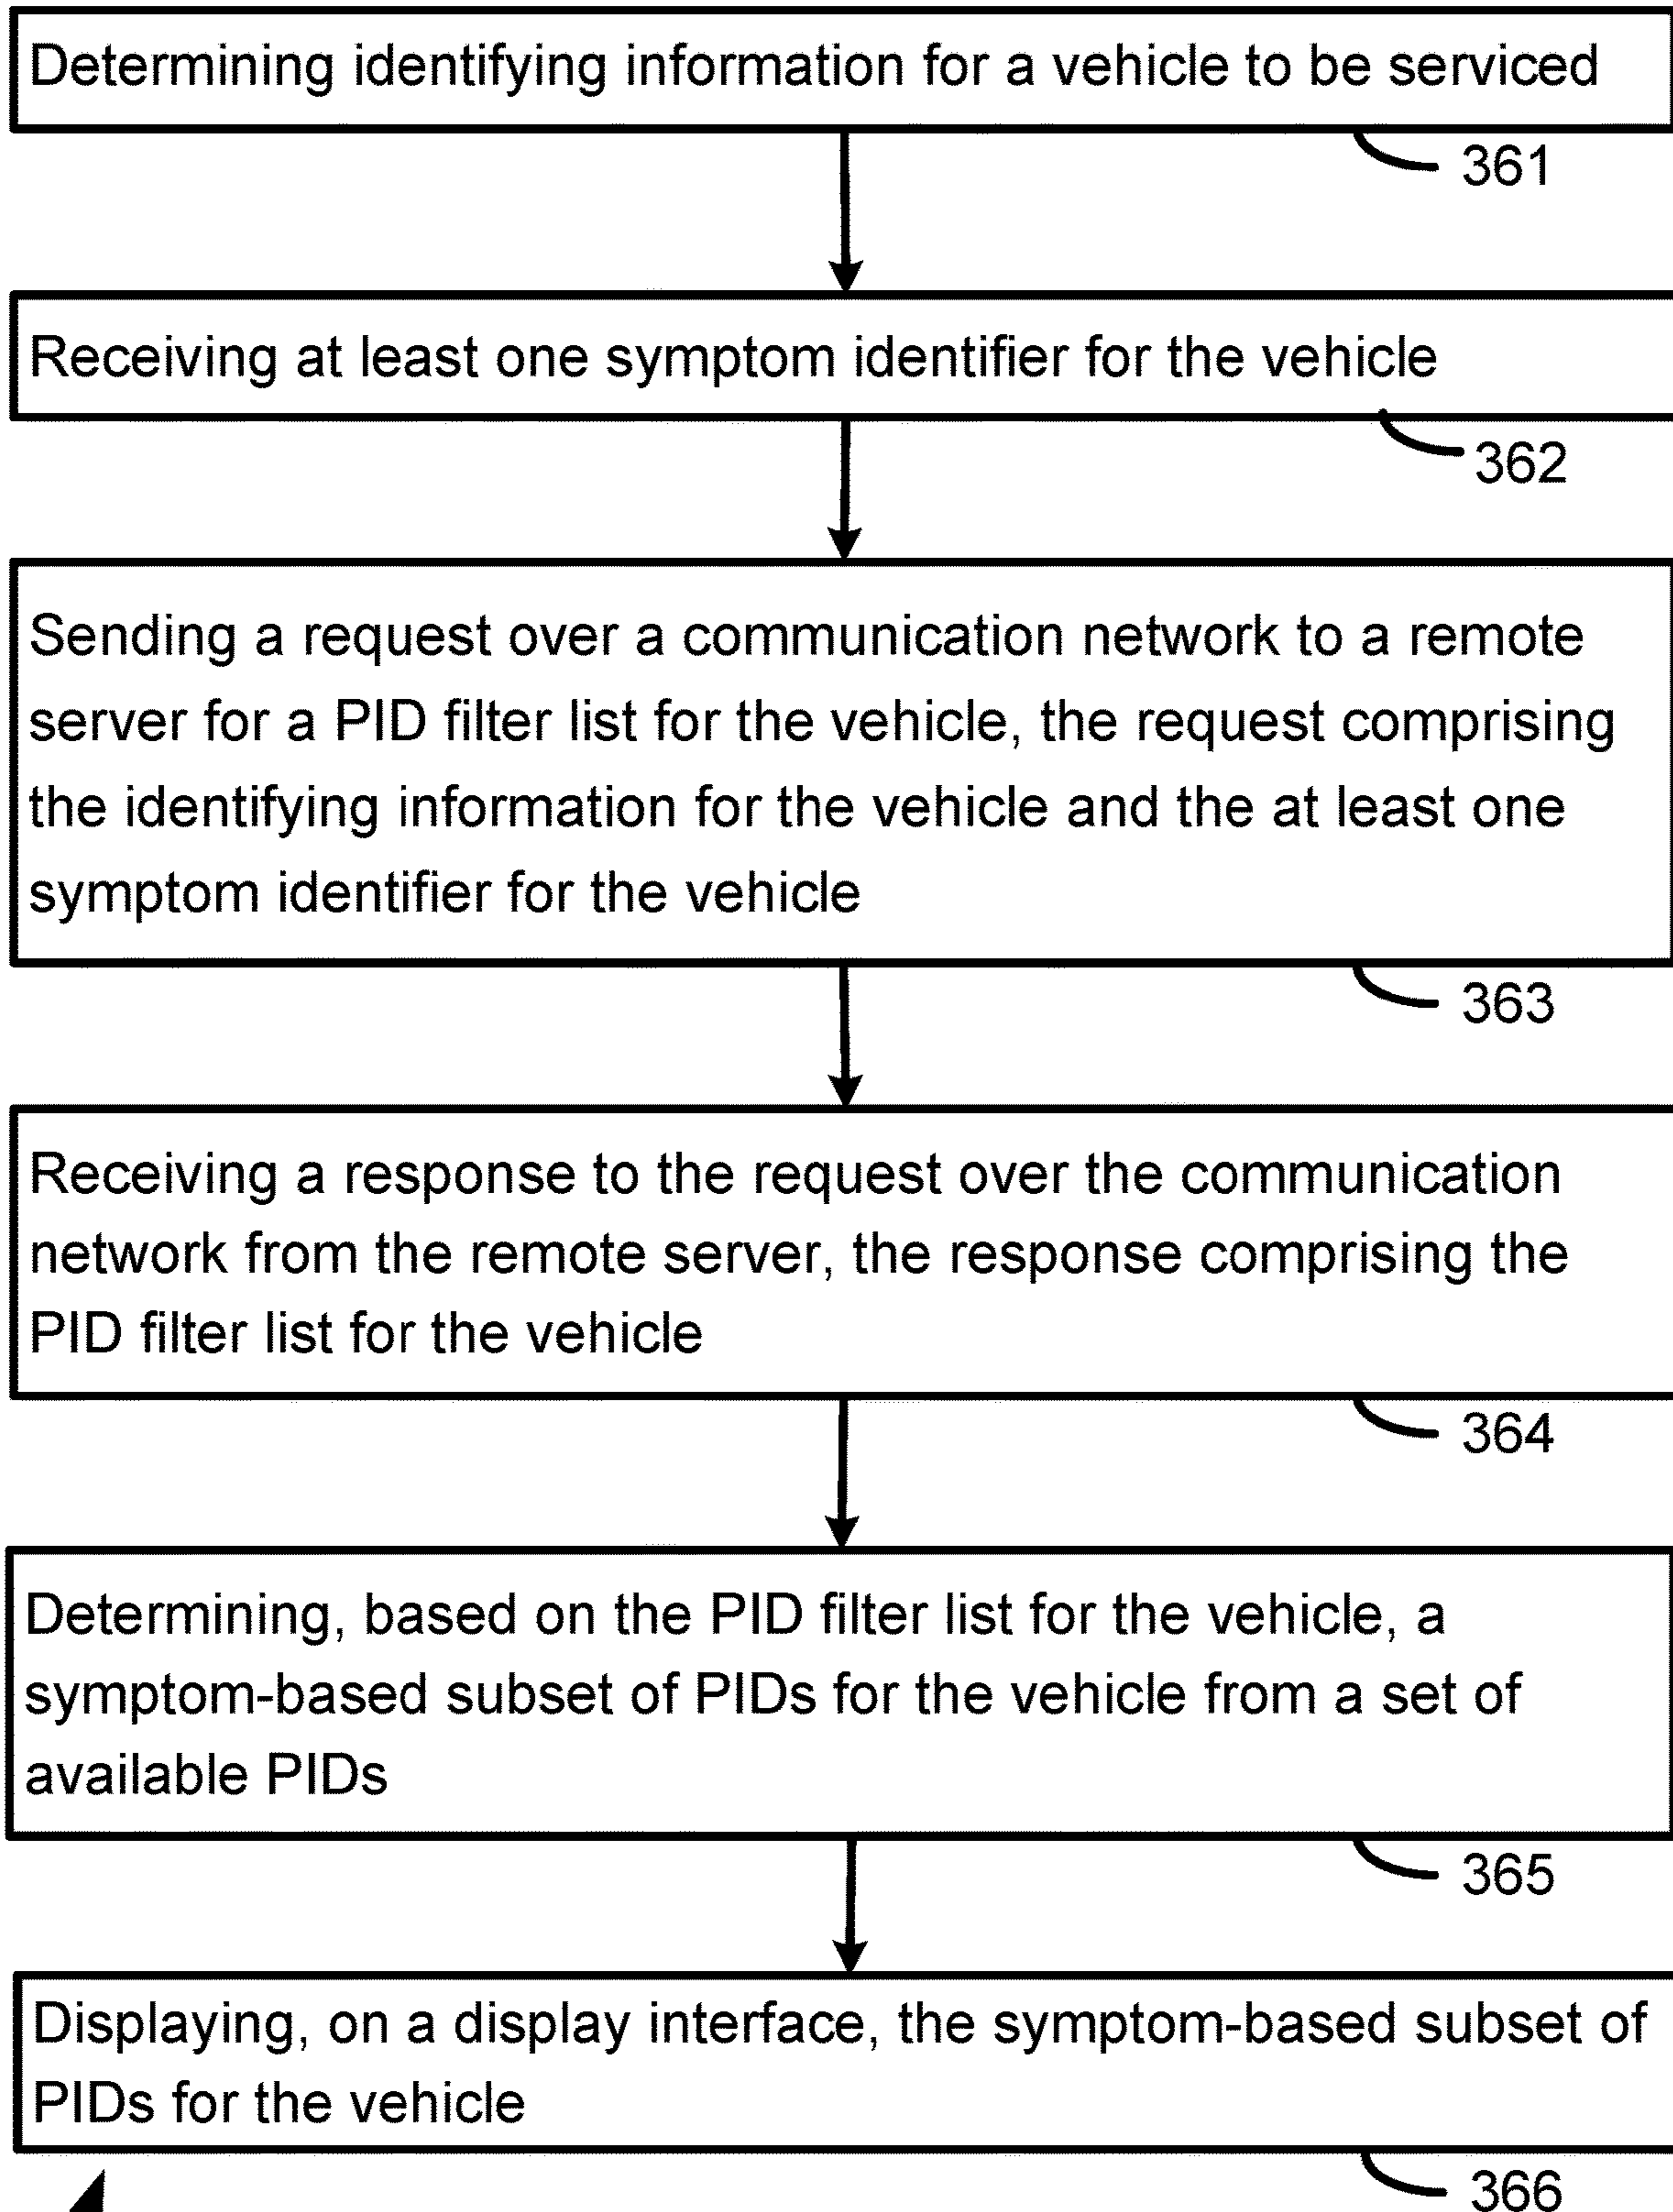 Determining identifying information for a vehicle to be serviced
361
Receiving at least one symptom identifier for the vehicle
362
Sending a request over a communication network to a remote
server for a PID filter list for the vehicle, the request comprising
the identifying information for the vehicle and the at least one
symptom identifier for the vehicle
363
Receiving a response to the request over the communication
network from the remote server, the response comprising the
PID filter list for the vehicle
364
Determining, based on the PID filter list for the vehicle, a
symptom-based subset of PIDs for the vehicle from a set of
available PIDs
365
Displaying, on a display interface, the symptom-based subset of
PIDs for the vehicle
366